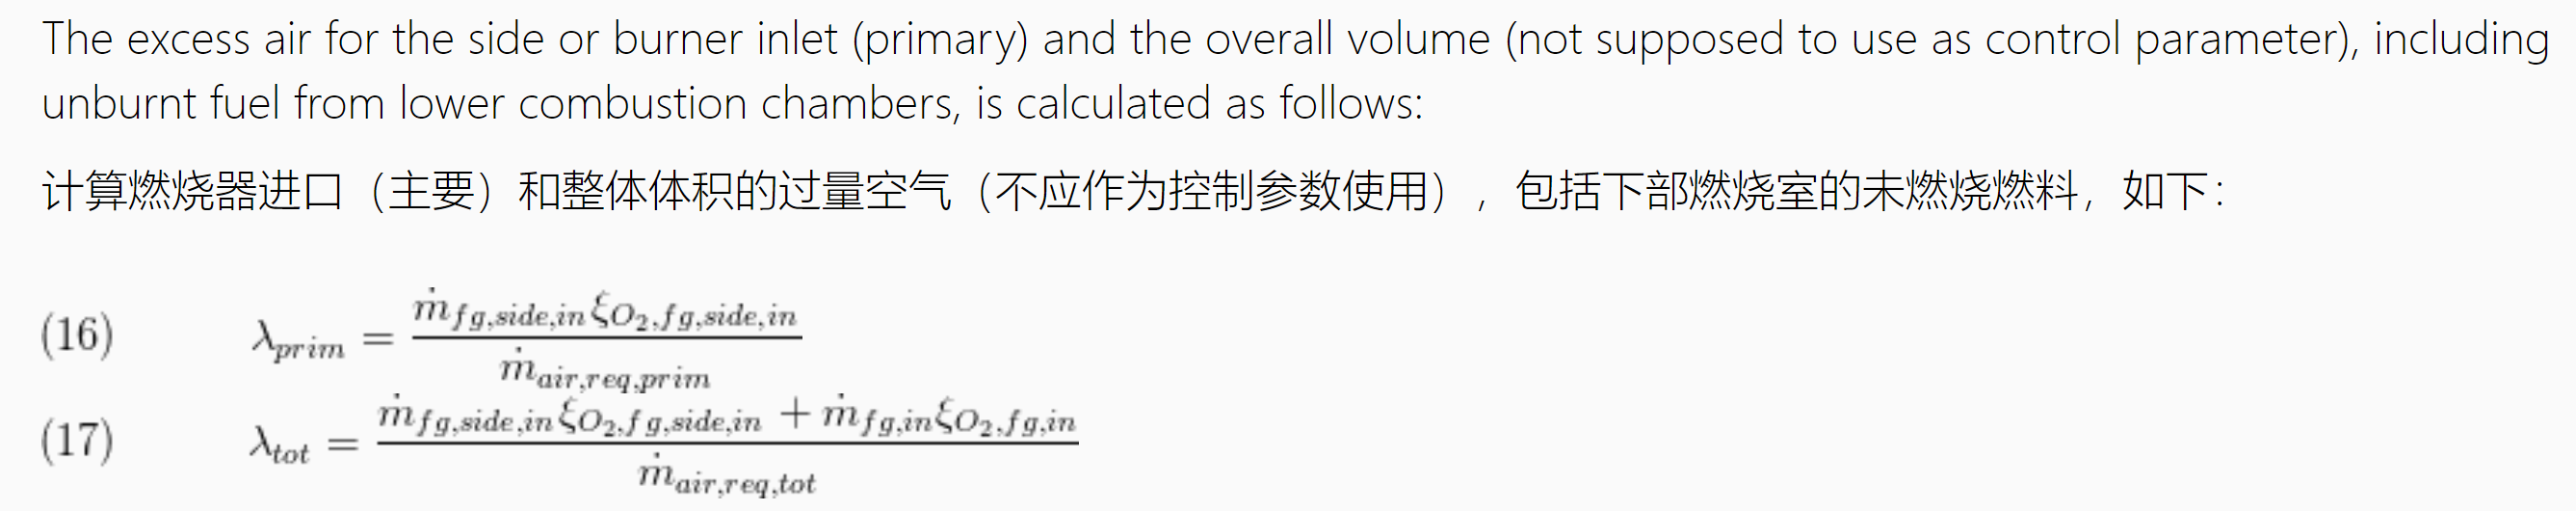 The excess air for the side or burner inlet (primary) and the overall volume (not supposed to use as control parameter), including
unburnt fuel from lower combustion chambers, is calculated as follows:
计算燃烧器进口（主要）和整体体积的过量空气（不应作为控制参数使用），包括下部燃烧室的未燃烧燃料，如下：
(16) λ_{prim} = \frac{\dot{m}_{fg,side,in} ξ_{O_2,fg,side,in}}{\dot{m}_{air,req,prim}}
(17) λ_{tot} = \frac{\dot{m}_{fg,side,in} ξ_{O_2,fg,side,in} + \dot{m}_{fg,in} ξ_{O_2,fg,in}}{\dot{m}_{air,req,tot}}